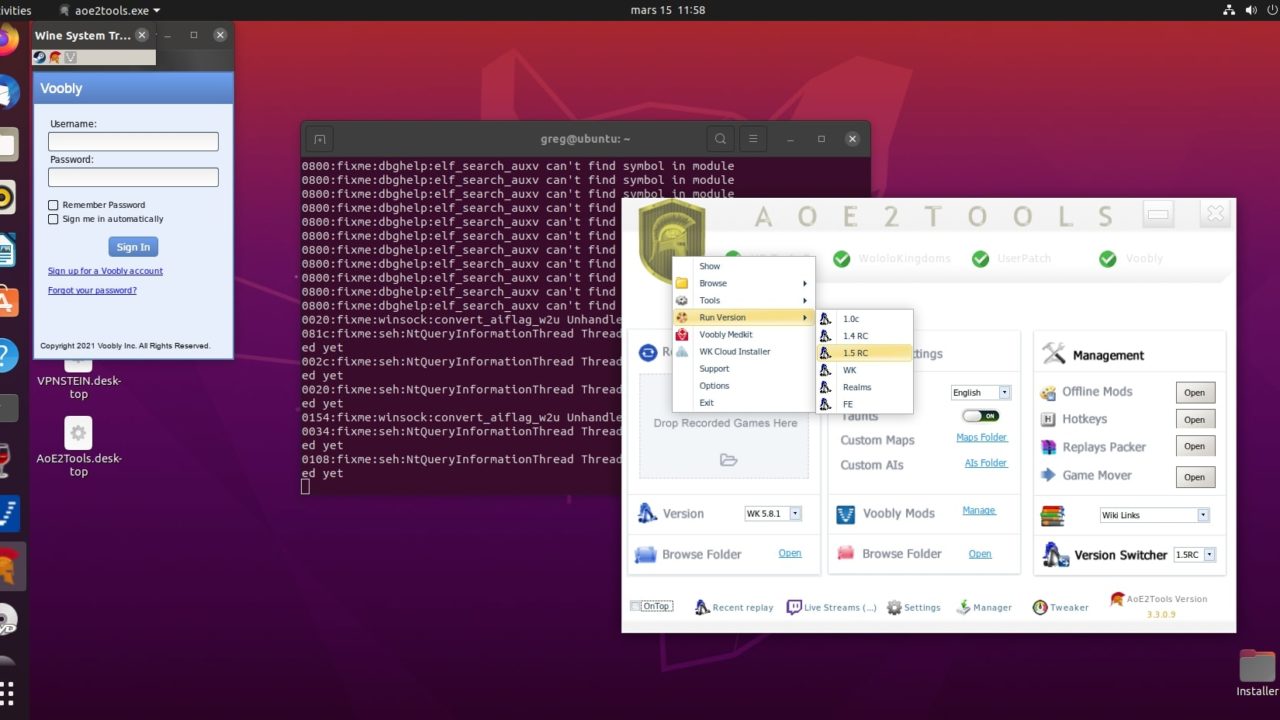 ivities
aoe2tools.exe
mars 15 11:58
Wine System Tr...
Voobly
Username:
Password:
Remember Password
Sign me in automatically
Sign In
Sign up for a Voobly account
Forgot your password?
Copyright 2021 Voobly Inc. All Rights Reserved.
VPNSTEIN.desk-
top
AoE2Tools.desk-
top
greg@ubuntu: ~
0800:fixme:dbghelp:elf_search_auxv can't find symbol in module
0800:fixme:dbghelp:elf_search_auxv can't find symbol in module
0800:fixme:dbghelp:elf_search_auxv can't find symbol in module
0800:fixme:dbghelp:elf_search_auxv can't find
0800:fixme:dbghelp:elf_search_auxv can't find
0800:fixme:dbghelp:elf_search_auxv can't find
0800:fixme:dbghelp:elf_search_auxv can't find
0800:fixme:dbghelp:elf_search_auxv can't find
0800:fixme:dbghelp:elf_search_auxv can't find
0800:fixme:dbghelp:elf_search_auxv can't find
0800:fixme:dbghelp:elf_search_auxv can't find
0020:fixme:winsock:convert_aiflag_w2u Unhandle
081c:fixme:seh:NtQueryInformationThread Thread
ed yet
002c:fixme:seh:NtQueryInformationThread Thread
ed yet
0020:fixme:seh:NtQueryInformationThread Thread
ed yet
0154:fixme:winsock:convert_aiflag_w2u Unhandle
0034:fixme:seh:NtQueryInformationThread Thread
ed yet
0108:fixme:seh:NtQueryInformationThread Thread
ed yet
AOE2TOOLS
WololoKingdoms
UserPatch
Voobly
Show
Browse
Tools
Run Version
Voobly Medkit
WK Cloud Installer
Support
Options
Exit
1.0c
1.4 RC
1.5 RC
WK
Realms
FE
Drop Recorded Games Here
Version
WK 5.8.1
Browse Folder
Open
ttings
English
Taunts
ON
Custom Maps
Maps Folder
Custom AIs
AIs Folder
Voobly Mods
Manage
Browse Folder
Open
Management
Offline Mods
Open
Hotkeys
Open
Replays Packer
Open
Game Mover
Open
Wiki Links
Version Switcher
1.5RC
OnTop
Recent replay
Live Streams (...)
Settings
Manager
Tweaker
AoE2Tools Version
3.3.0.9
Installer